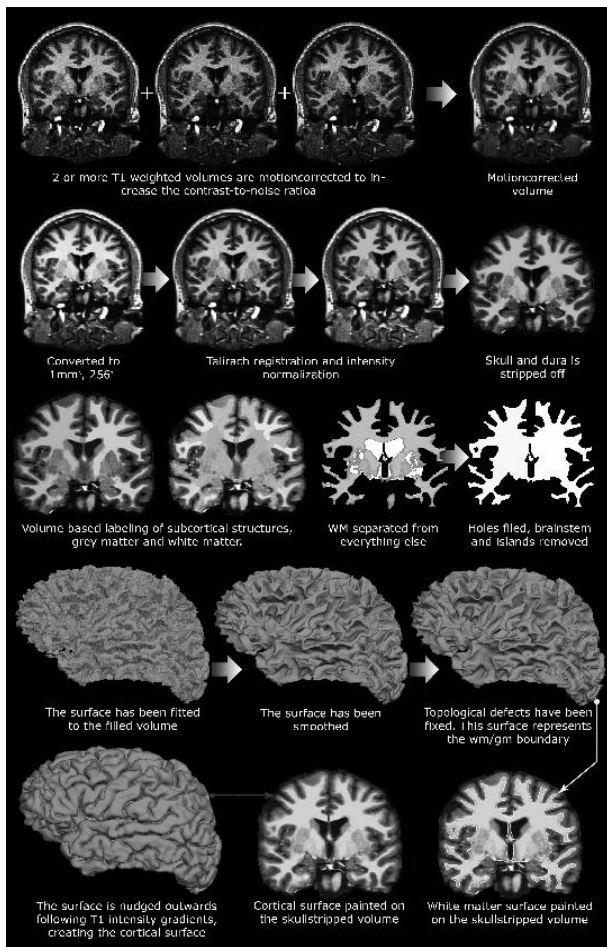 2 or more T1 weighted volumes are motioncorrected to in-
crease the contrast-to-noise ratioa
Motioncorrected
volume
Converted to
1mm³, 256³
Talirach registration and intensity
normalization
Skull and dura is
stripped off
Volume based labeling of subcortical structures,
grey matter and white matter.
WM separated from
everything else
Holes filed, brainstem
and islands removed
The surface has been fitted
to the filled volume
The surface has been
smoothed
Topological defects have been
fixed. This surface represents
the wm/gm boundary
The surface is nudged outwards
following T1 intensity gradients,
creating the cortical surface
Cortical surface painted on
the skullstripped volume
White matter surface painted
on the skullstripped volume